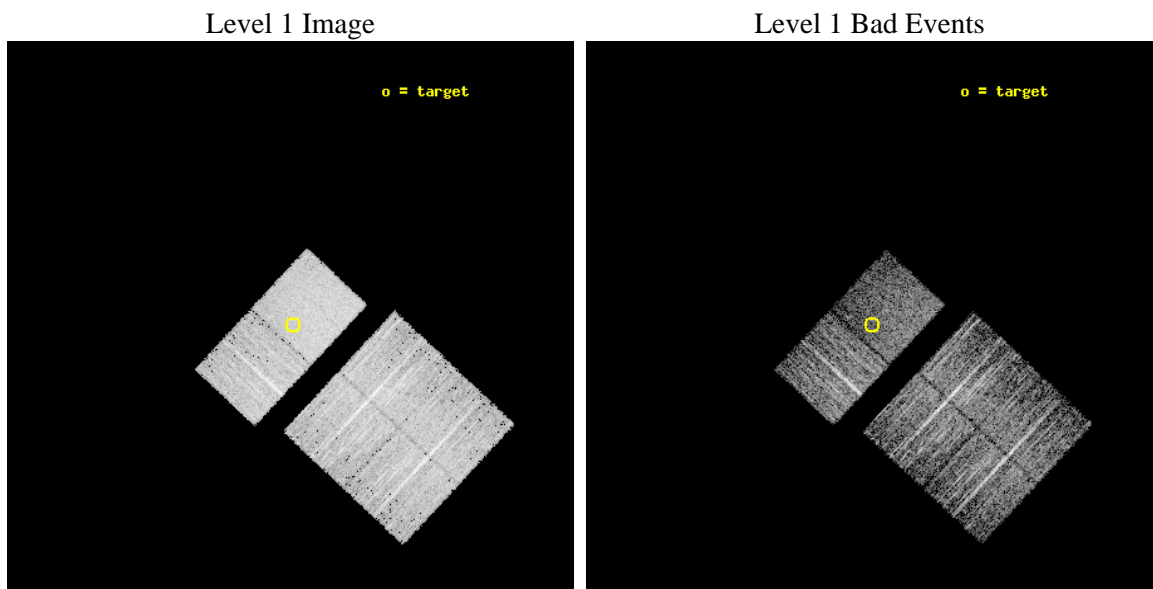 Level 1 Image
Level 1 Bad Events
o = target
o = target